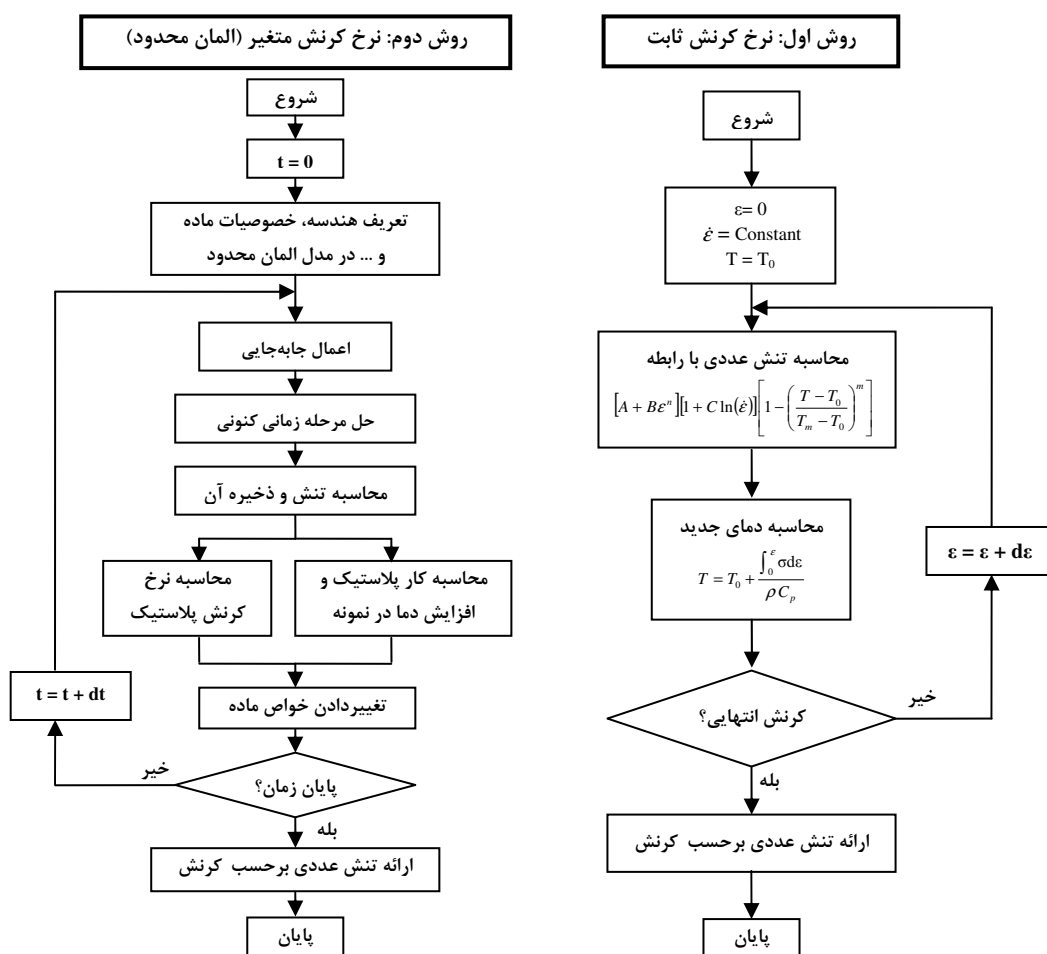 روش اول: نرخ کرنش ثابت
شروع
ε= 0
ε̇ = Constant
T = T₀
محاسبه تنش عددی با رابطه
[A + Bεⁿ][1 + C ln(ε̇)][1 − ((T − T₀)/(Tₘ − T₀))ᵐ]
محاسبه دمای جدید
T = T₀ + (∫₀^ε σdε)/(ρ Cₚ)
ε = ε + dε
کرنش انتهایی؟
خیر
بله
ارائه تنش عددی برحسب کرنش
پایان
روش دوم: نرخ کرنش متغیر (المان محدود)
شروع
t = 0
تعریف هندسه، خصوصیات ماده
و ... در مدل المان محدود
اعمال جابه‌جایی
حل مرحله زمانی کنونی
محاسبه تنش و ذخیره آن
محاسبه کار پلاستیک و
افزایش دما در نمونه
محاسبه نرخ
کرنش پلاستیک
تغییردادن خواص ماده
t = t + dt
پایان زمان؟
خیر
بله
ارائه تنش عددی برحسب کرنش
پایان